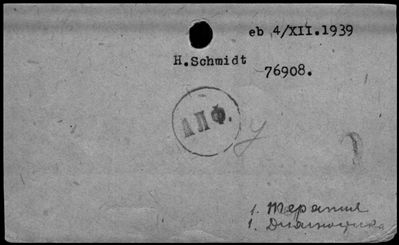 eb 4/XII.1939
H.Schmidt
76908.
АПФ.
у
1. Терапия
1. Диагностика